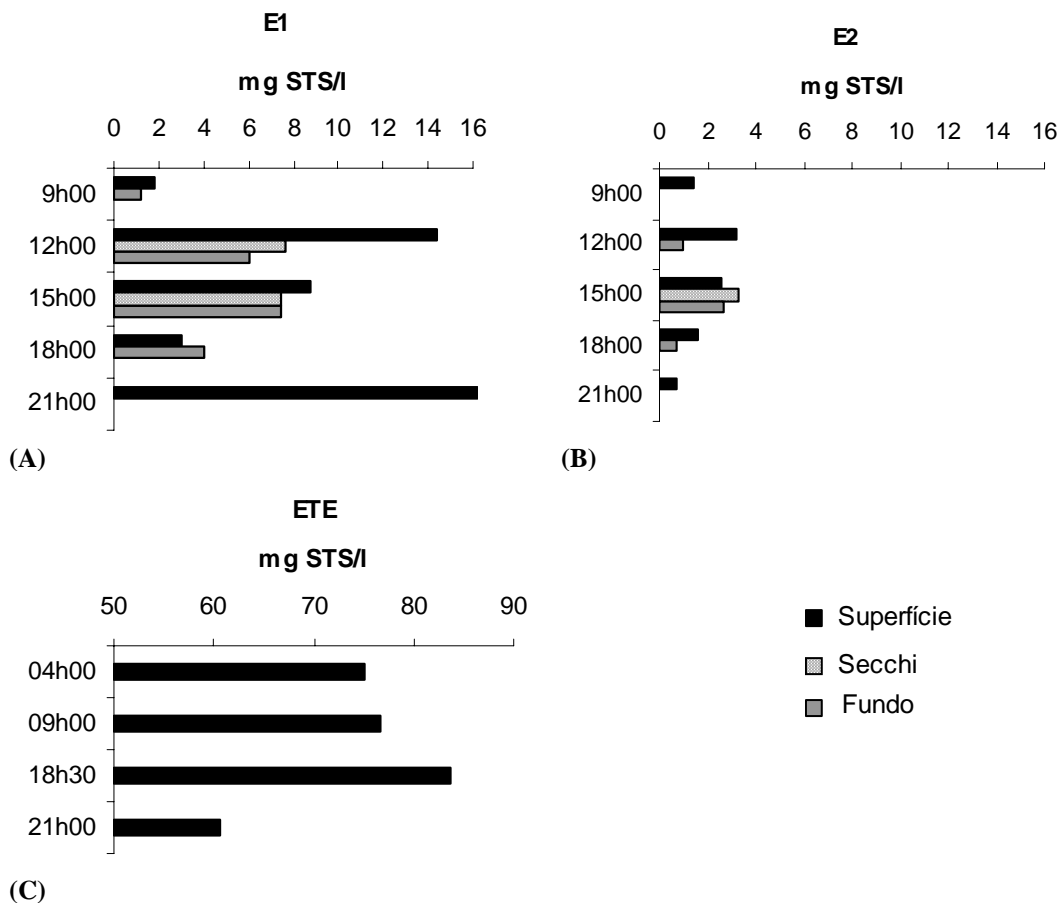 E1
mg STS/l
0 2 4 6 8 10 12 14 16
9h00
12h00
15h00
18h00
21h00
(A)
E2
mg STS/l
0 2 4 6 8 10 12 14 16
9h00
12h00
15h00
18h00
21h00
(B)
ETE
mg STS/l
50 60 70 80 90
04h00
09h00
18h30
21h00
(C)
Superfície
Secchi
Fundo